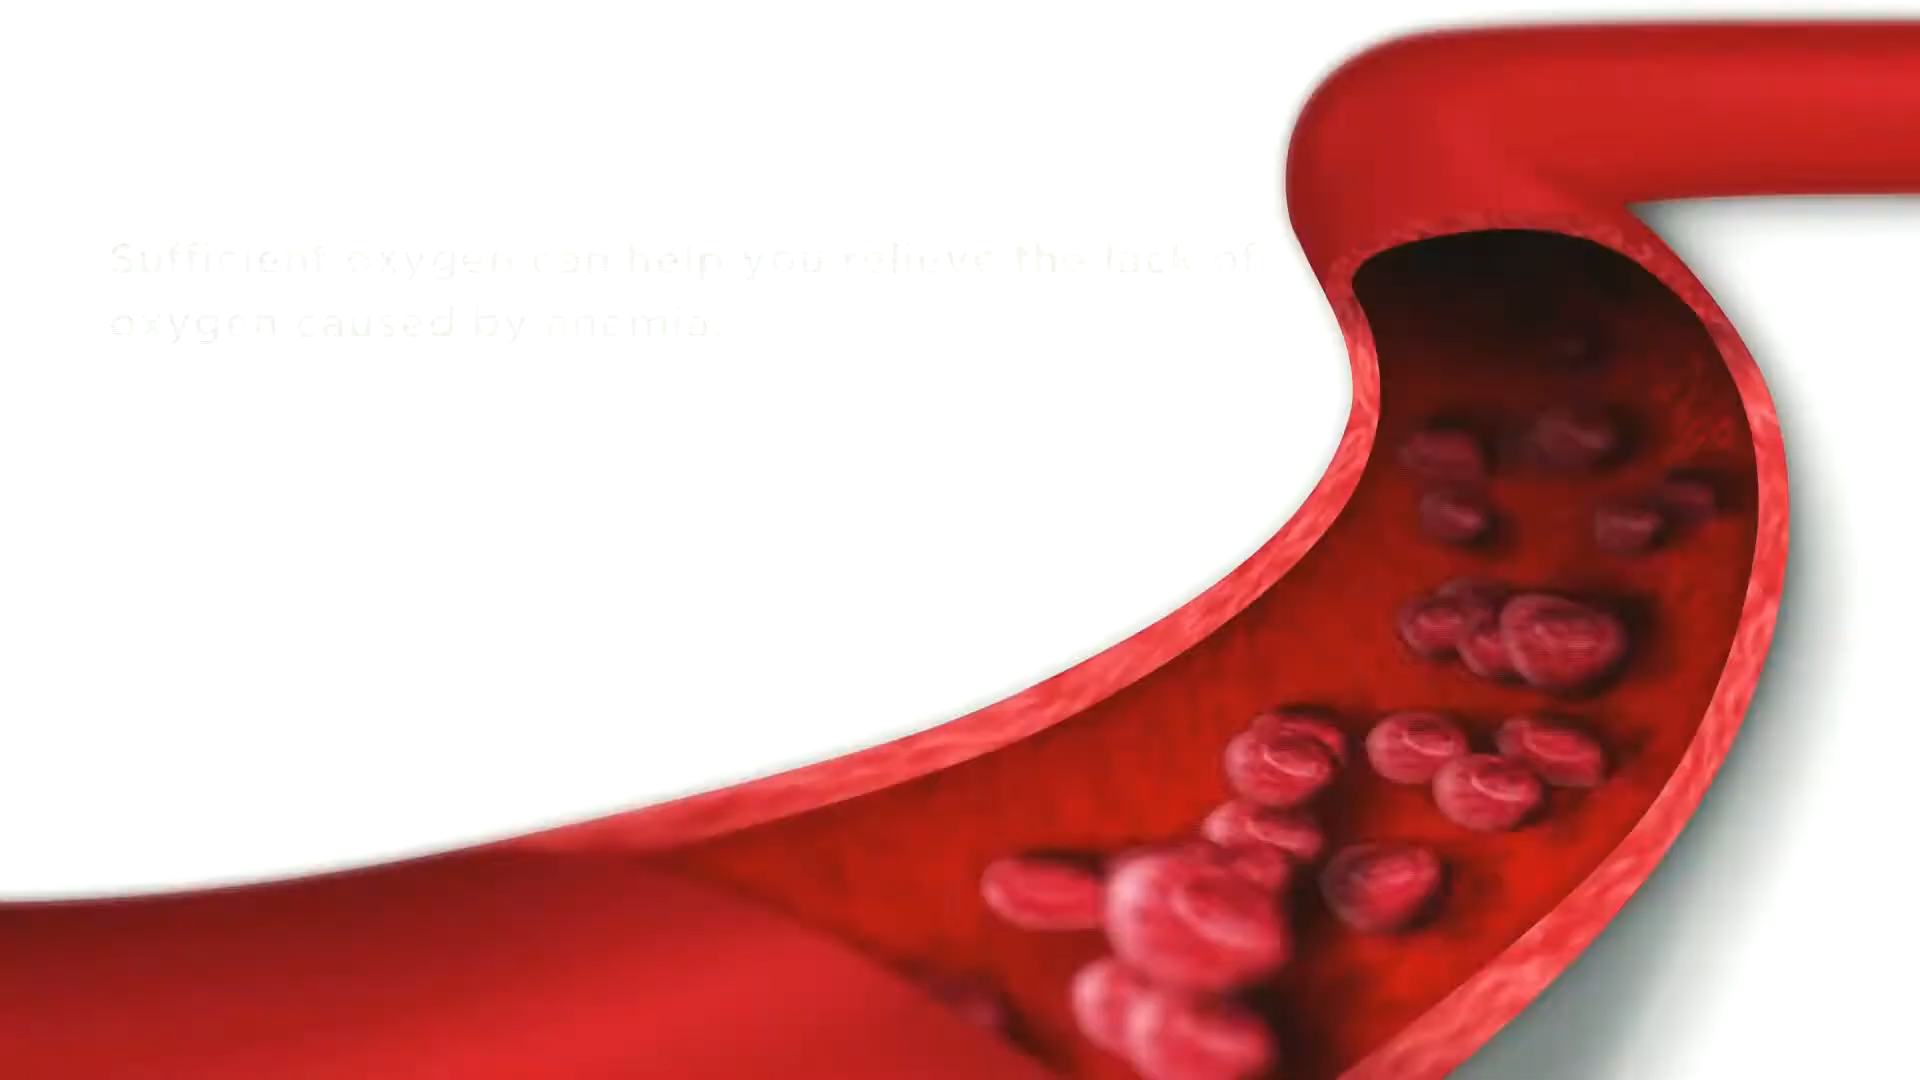 Sufficient oxygen can help you relieve the lack of
oxygen caused by anemia.